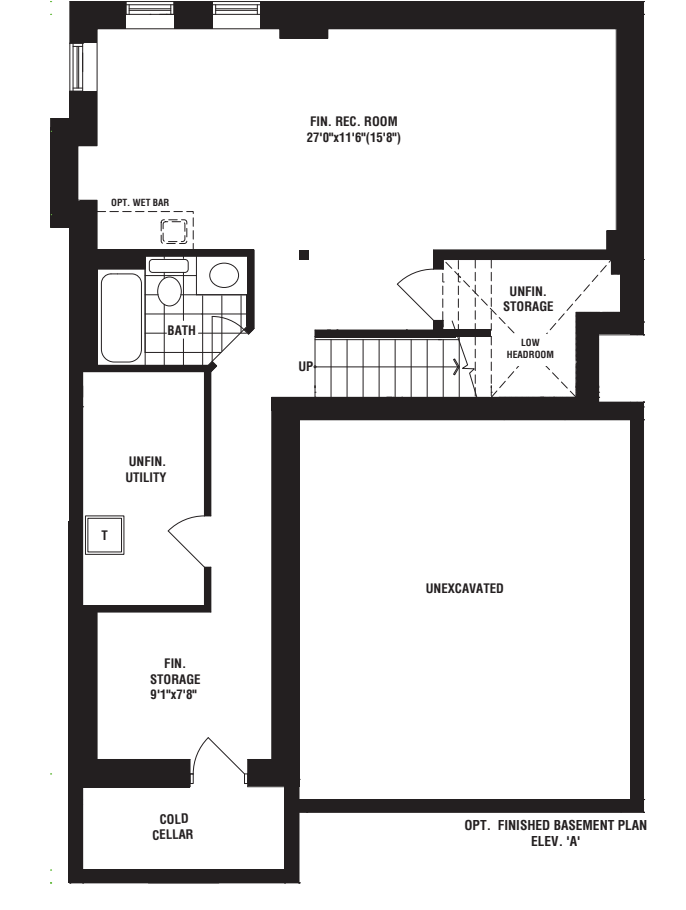 FIN. REC. ROOM
27'0"x11'6"(15'8")
OPT. WET BAR
UNFIN.
STORAGE
BATH
LOW
HEADROOM
UP
UNFIN.
UTILITY
T
UNEXCAVATED
FIN.
STORAGE
9'1"x7'8"
COLD
CELLAR
OPT. FINISHED BASEMENT PLAN
ELEV. 'A'